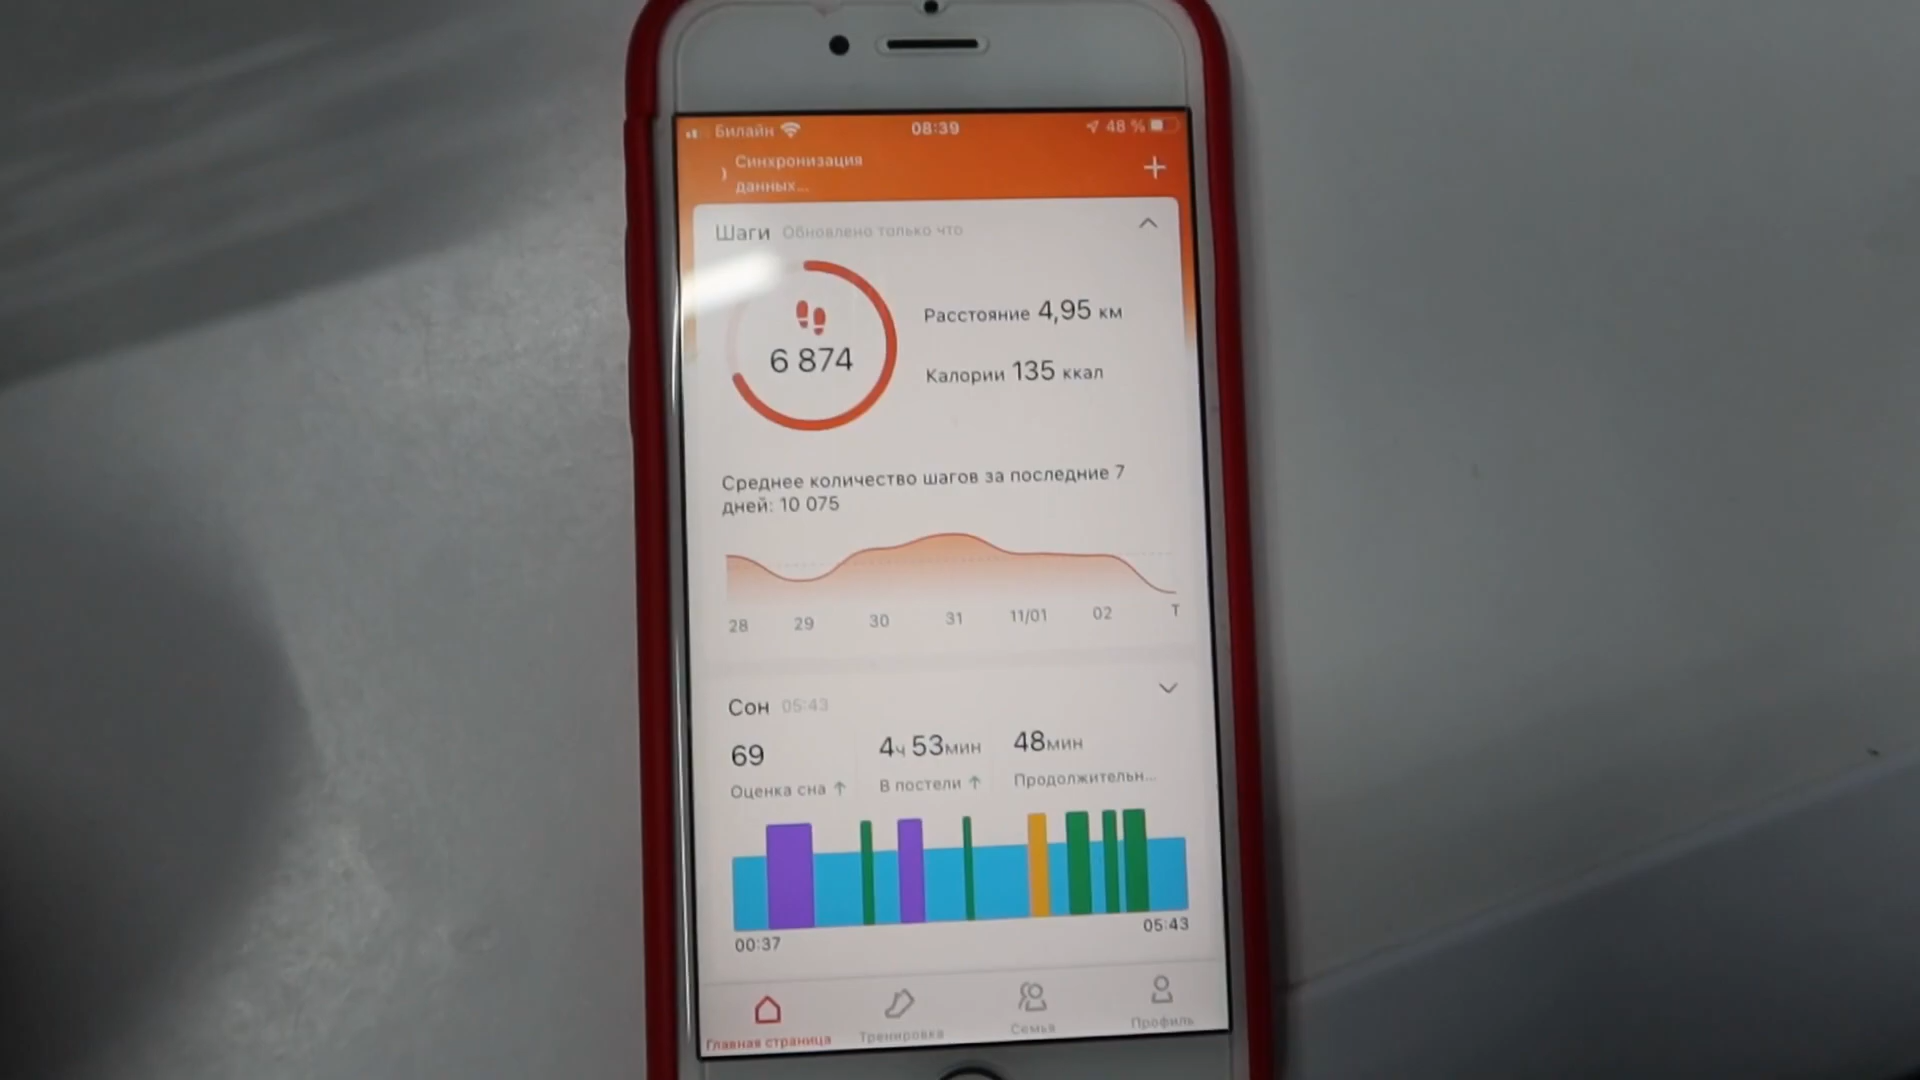 Билайн 08:39 48 %
Синхронизация
данных...
Шаги Обновлено только что
6 874
Расстояние 4,95 км
Калории 135 ккал
Среднее количество шагов за последние 7
дней: 10 075
28 29 30 31 11/01 02 Т
Сон 05:43
69 4ч 53мин 48мин
Оценка сна ↑ В постели ↑ Продолжительн...
00:37 05:43
Главная страница Тренировка Семья Профиль